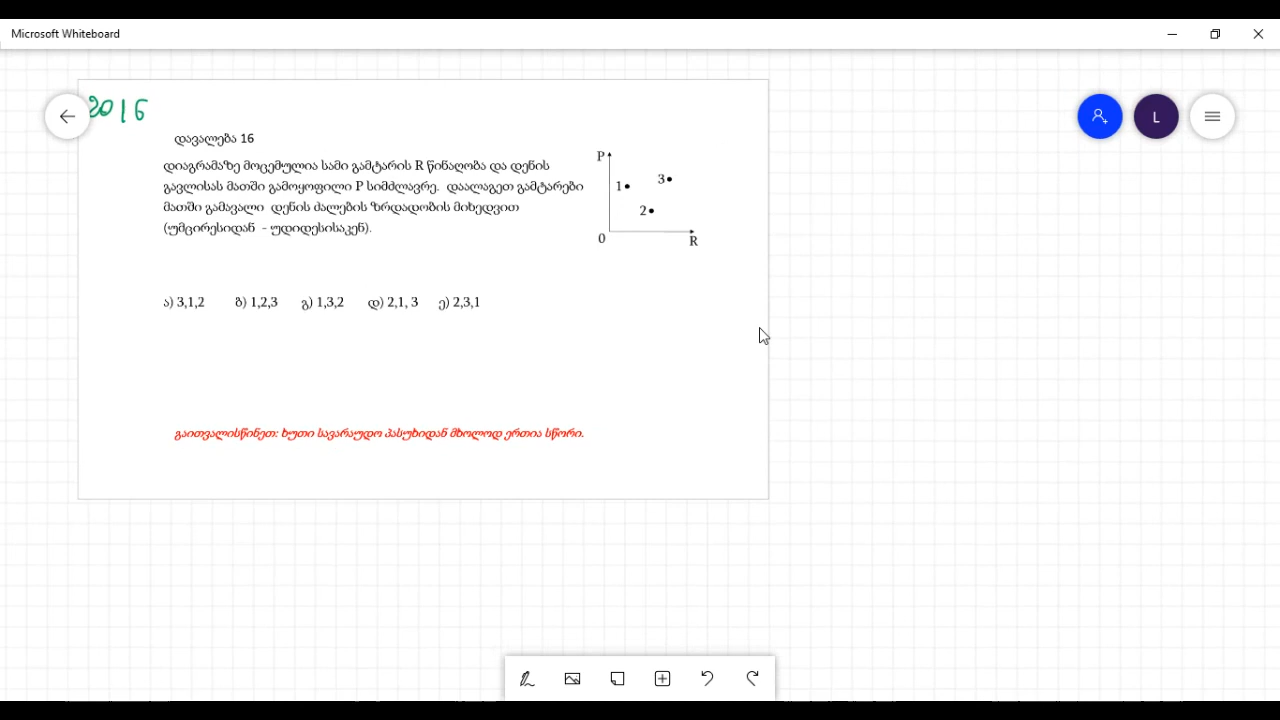 Microsoft Whiteboard
2016
L
დავალება 16
დიაგრამაზე მოცემულია სამი გამტარის R წინაღობა და დენის
გავლისას მათში გამოყოფილი P სიმძლავრე. დაალაგეთ გამტარები
მათში გამავალი დენის ძალების ზრდადობის მიხედვით
(უმცირესიდან - უდიდესისაკენ).
P
3
1
2
0
R
ა) 3,1,2 ბ) 1,2,3 გ) 1,3,2 დ) 2,1, 3 ე) 2,3,1
გაითვალისწინეთ: ხუთი სავარაუდო პასუხიდან მხოლოდ ერთია სწორი.